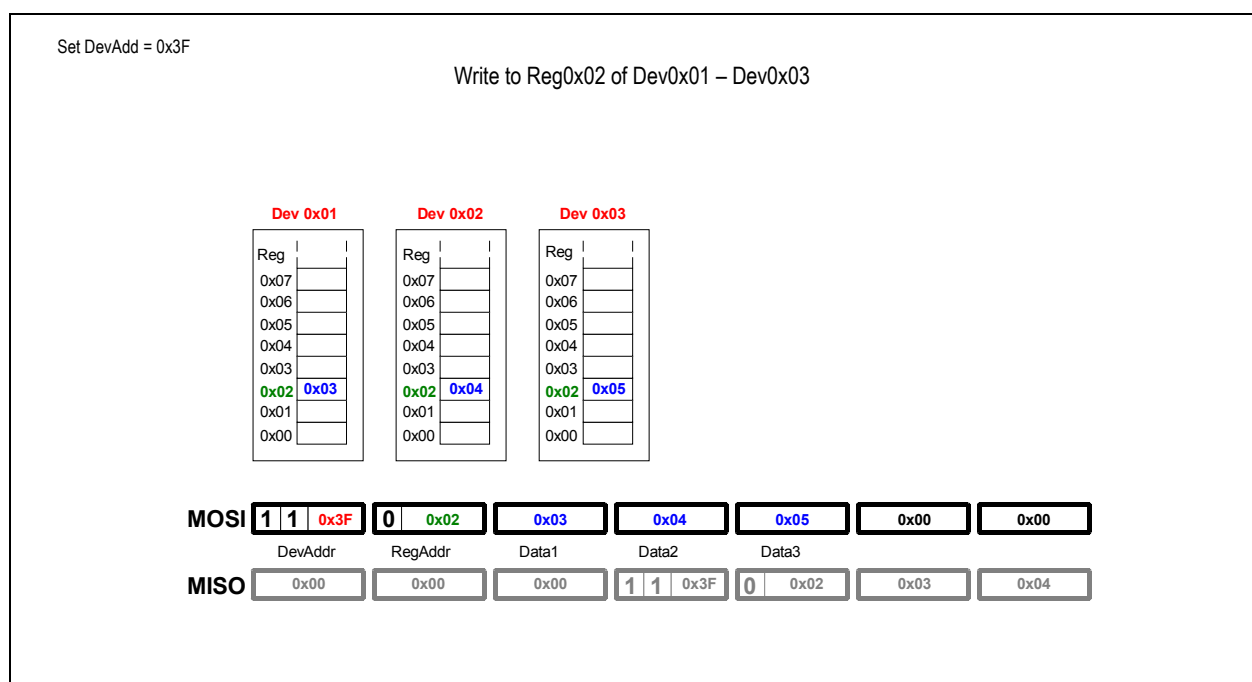 Set DevAdd = 0x3F
Write to Reg0x02 of Dev0x01 – Dev0x03
Dev 0x01 Dev 0x02 Dev 0x03
Reg Reg Reg
0x07 0x07 0x07
0x06 0x06 0x06
0x05 0x05 0x05
0x04 0x04 0x04
0x03 0x03 0x03
0x02 0x03 0x02 0x04 0x02 0x05
0x01 0x01 0x01
0x00 0x00 0x00
MOSI 1 1 0x3F 0 0x02 0x03 0x04 0x05 0x00 0x00
DevAddr RegAddr Data1 Data2 Data3
MISO 0x00 0x00 0x00 1 1 0x3F 0 0x02 0x03 0x04